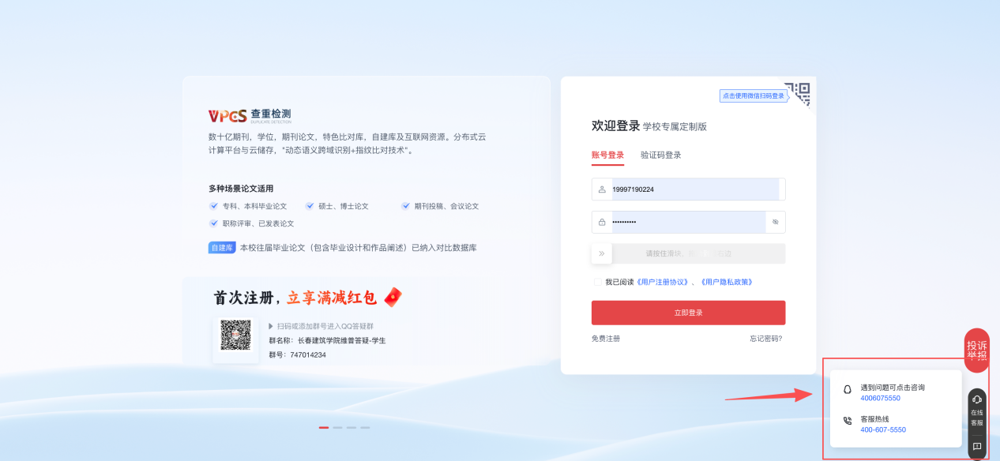 VPCS 查重检测
DUPLICATE DETECTION
数十亿期刊，学位，期刊论文，特色比对库，自建库及互联网资源。分布式云
计算平台与云储存，"动态语义跨域识别+指纹比对技术"。
多种场景论文适用
专科、本科毕业论文
硕士、博士论文
期刊投稿、会议论文
职称评审、已发表论文
自建库 本校往届毕业论文（包含毕业设计和作品阐述）已纳入对比数据库
首次注册，立享满减红包
扫码或添加群号进入QQ答疑群
群名称：长春建筑学院维普答疑-学生
群号：747014234
点击使用微信扫码登录
欢迎登录 学校专属定制版
账号登录
验证码登录
19997190224
••••••••••
请按住滑块，
我已阅读《用户注册协议》、《用户隐私政策》
立即登录
免费注册
忘记密码?
投诉
举报
遇到问题可点击咨询
4006075550
客服热线
400-607-5550
在线
客服